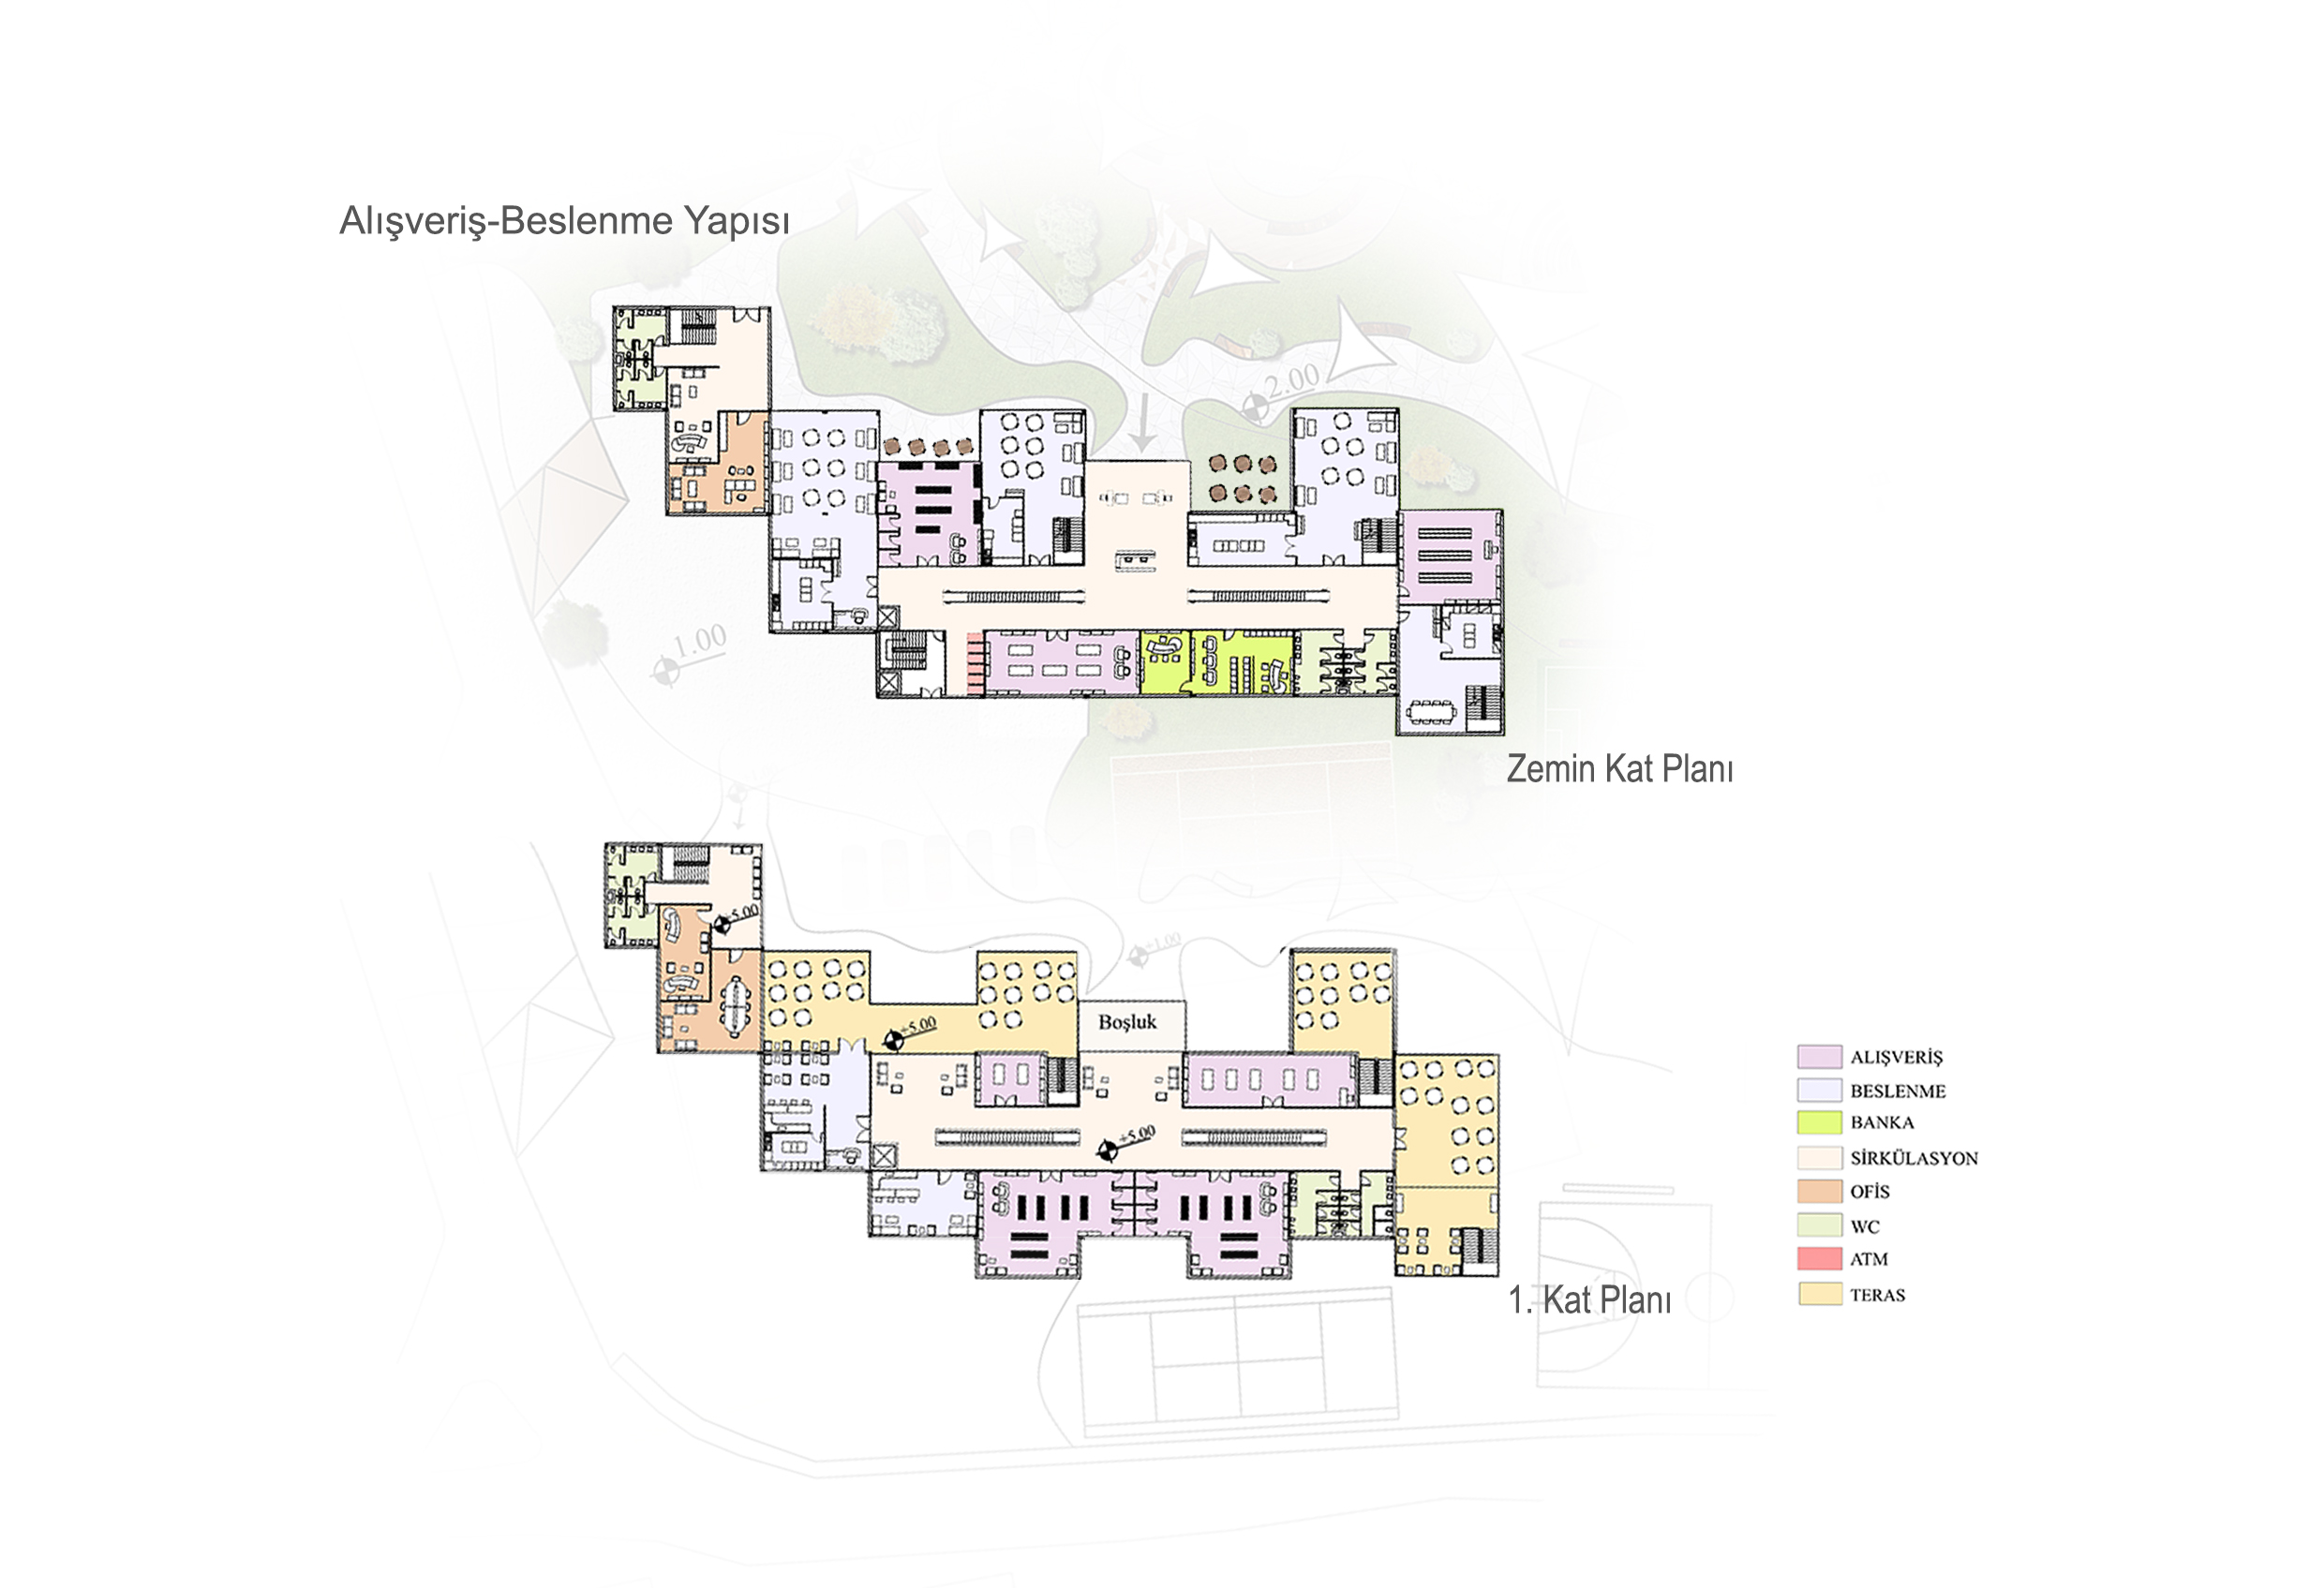 Alışveriş-Beslenme Yapısı
2.00
1.00
Zemin Kat Planı
+5.00
+1.00
+5.00
Boşluk
+5.00
ALIŞVERİŞ
BESLENME
BANKA
SİRKÜLASYON
OFİS
WC
ATM
TERAS
1. Kat Planı